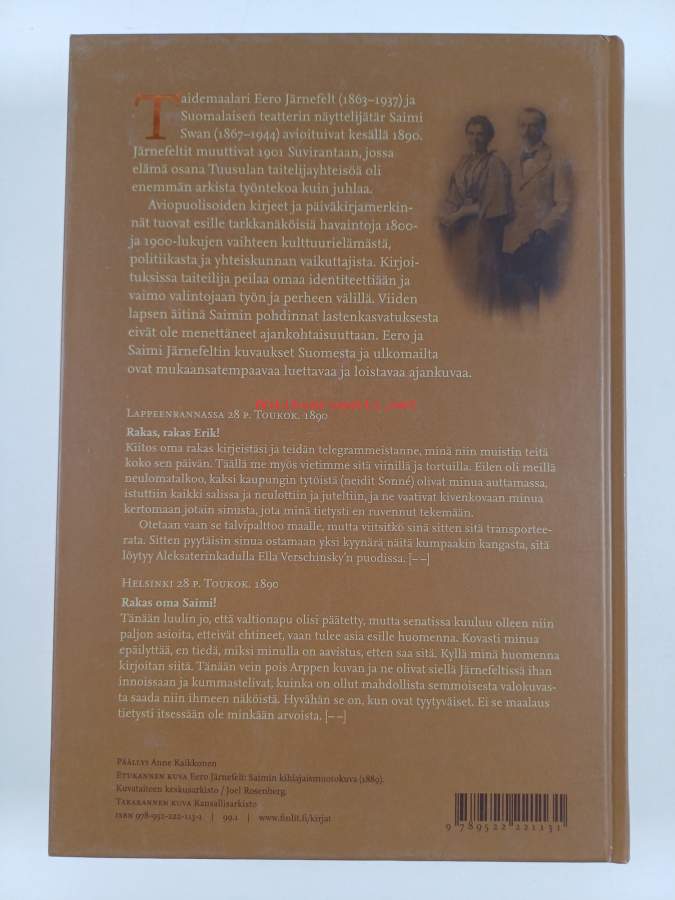 Taidemaalari Eero Järnefelt (1863–1937) ja
Suomalaisen teatterin näyttelijätär Saimi
Swan (1867–1944) avioituivat kesällä 1890.
Järnefeltit muuttivat 1901 Suvirantaan, jossa
elämä osana Tuusulan taitelijayhteisöä oli
enemmän arkista työntekoa kuin juhlaa.
Aviopuolisoiden kirjeet ja päiväkirjamerkin-
nät tuovat esille tarkkanäköisiä havaintoja 1800-
ja 1900-lukujen vaihteen kulttuurielämästä,
politiikasta ja yhteiskunnan vaikuttajista. Kirjoi-
tuksissa taiteilija peilaa omaa identiteettiään ja
vaimo valintojaan työn ja perheen välillä. Viiden
lapsen äitinä Saimin pohdinnat lastenkasvatuksesta
eivät ole menettäneet ajankohtaisuuttaan. Eero ja
Saimi Järnefeltin kuvaukset Suomesta ja ulkomailta
ovat mukaansatempaavaa luettavaa ja loistavaa ajankuvaa.
Lappeenrannassa 28 p. Toukok. 1890
Rakas, rakas Erik!
Kiitos oma rakas kirjeistäsi ja teidän telegrammeistanne, minä niin muistin teitä
koko sen päivän. Täällä me myös vietimme sitä viinillä ja tortuilla. Eilen oli meillä
neulomatalkoo, kaksi kaupungin tytöistä (neidit Sonné) olivat minua auttamassa,
istuttiin kaikki salissa ja neulottiin ja juteltiin, ja ne vaativat kivenkovaan minua
kertomaan jotain sinusta, jota minä tietysti en ruvennut tekemään.
Otetaan vaan se talvipalttoo maalle, mutta viitsitkö sinä sitten sitä transportee-
rata. Sitten pyytäisin sinua ostamaan yksi kyynärä näitä kumpaakin kangasta, sitä
löytyy Aleksaterinkadulla Ella Verschinsky'n puodissa. [– –]
Helsinki 28 p. Toukok. 1890
Rakas oma Saimi!
Tänään luulin jo, että valtionapu olisi päätetty, mutta senatissa kuuluu olleen niin
paljon asioita, etteivät ehtineet, vaan tulee asia esille huomenna. Kovasti minua
epäilyttää, en tiedä, miksi minulla on aavistus, etten saa sitä. Kyllä minä huomenna
kirjoitan siitä. Tänään vein pois Arppen kuvan ja ne olivat siellä Järnefeltissä ihan
innoissaan ja kummastelivat, kuinka on ollut mahdollista semmoisesta valokuvas-
ta saada niin ihmeen näköistä. Hyvähän se on, kun ovat tyytyväiset. Ei se maalaus
tietysti itsessään ole minkään arvoista. [– –]
Päällys Anne Kaikkonen
Etukannen kuva Eero Järnefelt: Saimin kihlajaismuotokuva (1889).
Kuvataiteen keskusarkisto / Joel Rosenberg.
Takakannen kuva Kansallisarkisto
ISBN 978-952-222-113-1 | 99.1 | www.finlit.fi/kirjat
9 789522 221131